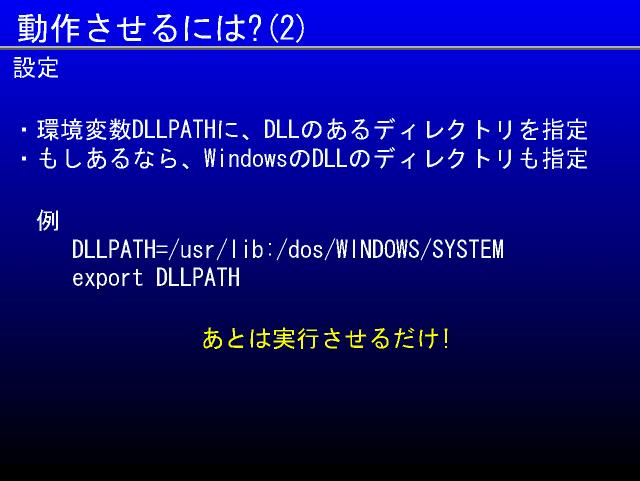 動作させるには?(2)
設定
・環境変数DLLPATHに、DLLのあるディレクトリを指定
・もしあるなら、WindowsのDLLのディレクトリも指定
例
DLLPATH=/usr/lib:/dos/WINDOWS/SYSTEM
export DLLPATH
あとは実行させるだけ!